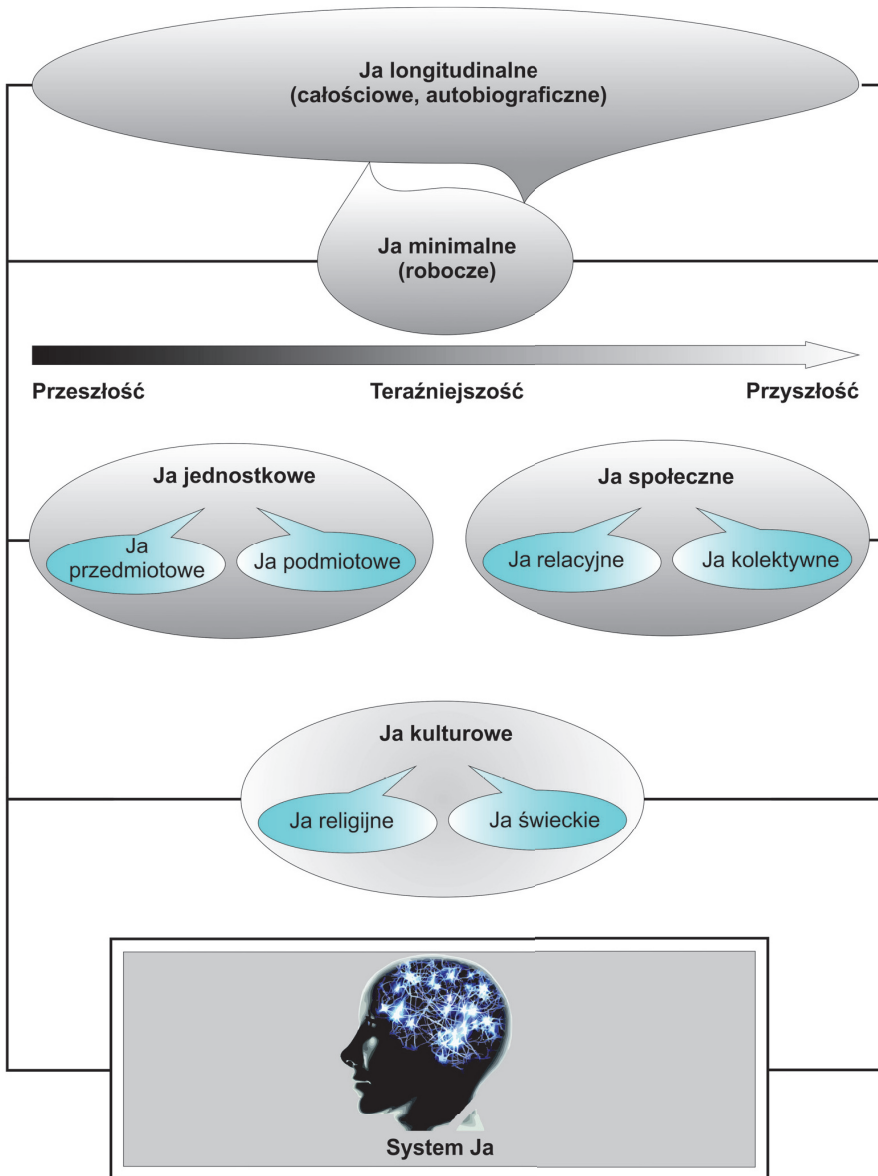 Ja longitudinalne
(całościowe, autobiograficzne)
Ja minimalne
(robocze)
Przeszłość
Teraźniejszość
Przyszłość
Ja jednostkowe
Ja
przedmiotowe
Ja podmiotowe
Ja społeczne
Ja relacyjne
Ja kolektywne
Ja kulturowe
Ja religijne
Ja świeckie
System Ja